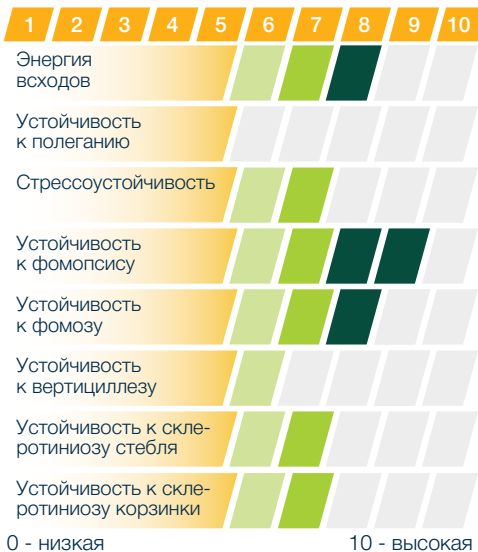 1 2 3 4 5 6 7 8 9 10
Энергия
всходов
Устойчивость
к полеганию
Стрессоустойчивость
Устойчивость
к фомопсису
Устойчивость
к фомозу
Устойчивость
к вертициллезу
Устойчивость к скле-
ротиниозу стебля
Устойчивость к скле-
ротиниозу корзинки
0 - низкая 10 - высокая